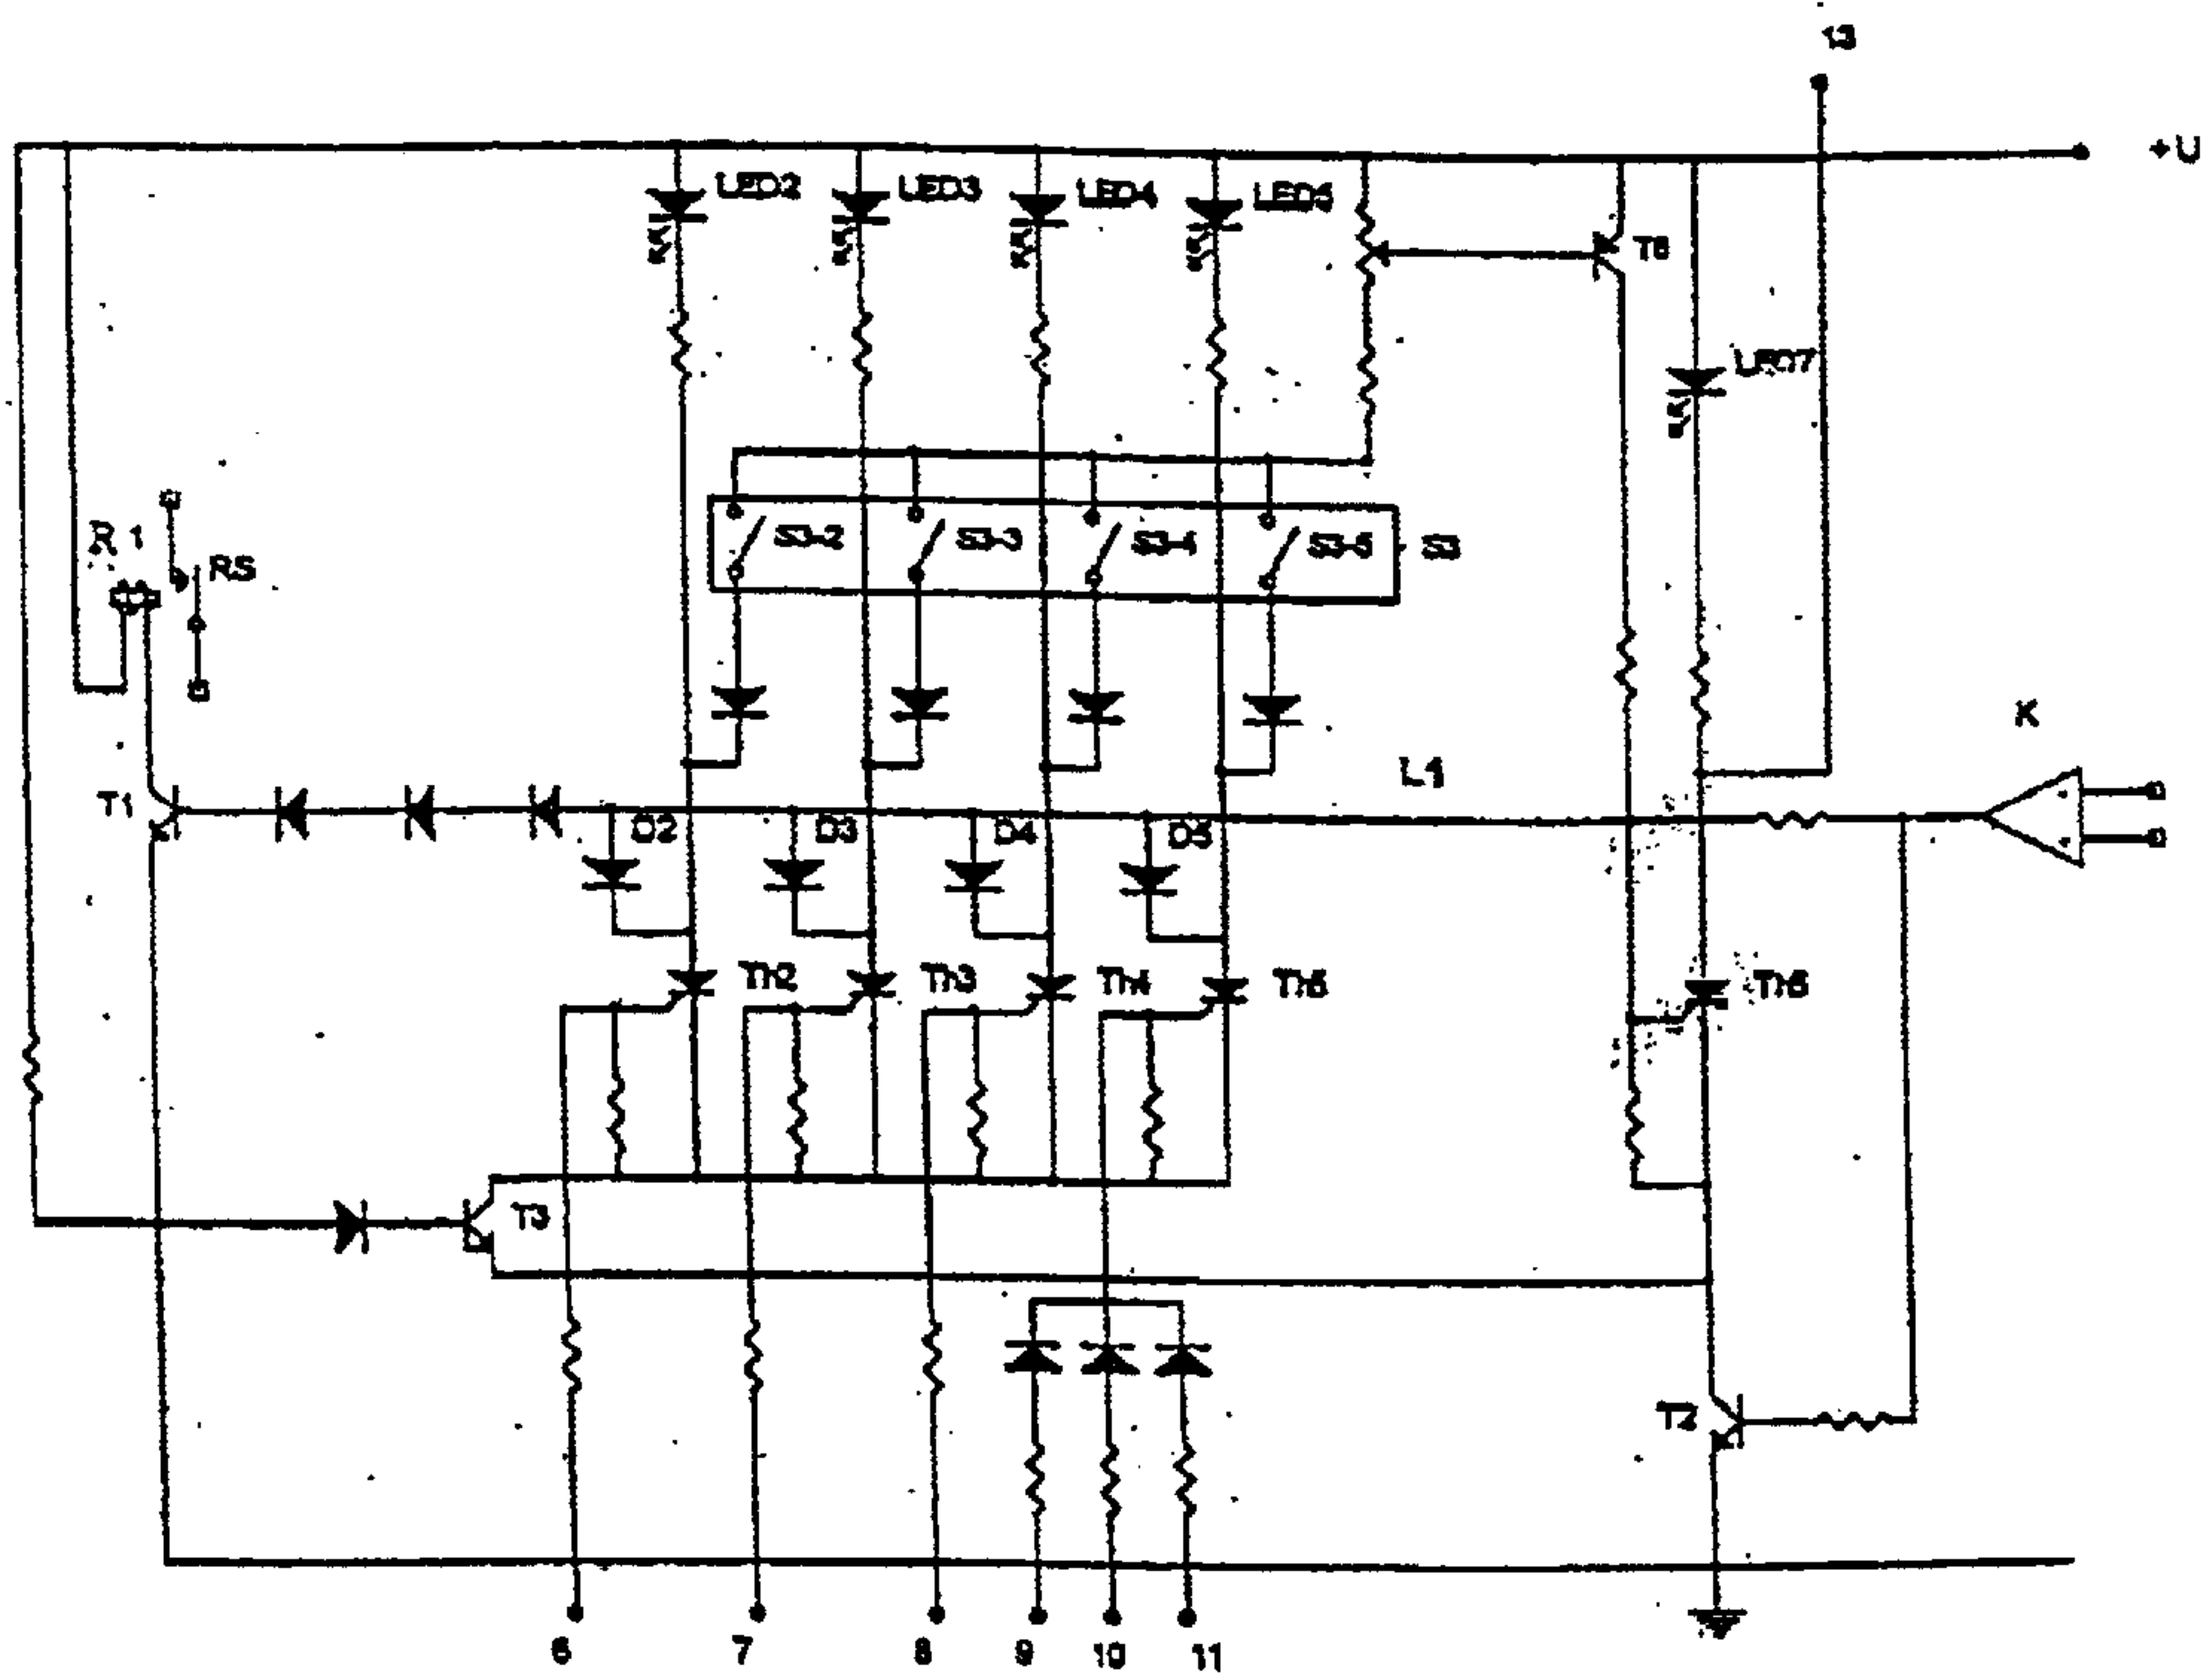 13
+U
LED2
LED3
LED4
LED5
T6
LED7
R 1
RS
S3-2
S3-3
S3-4
S3-5
S3
K
L1
T1
D2
D3
D4
D5
Th2
Th3
Th4
Th5
Th6
T3
T2
6
7
8
9
10
11